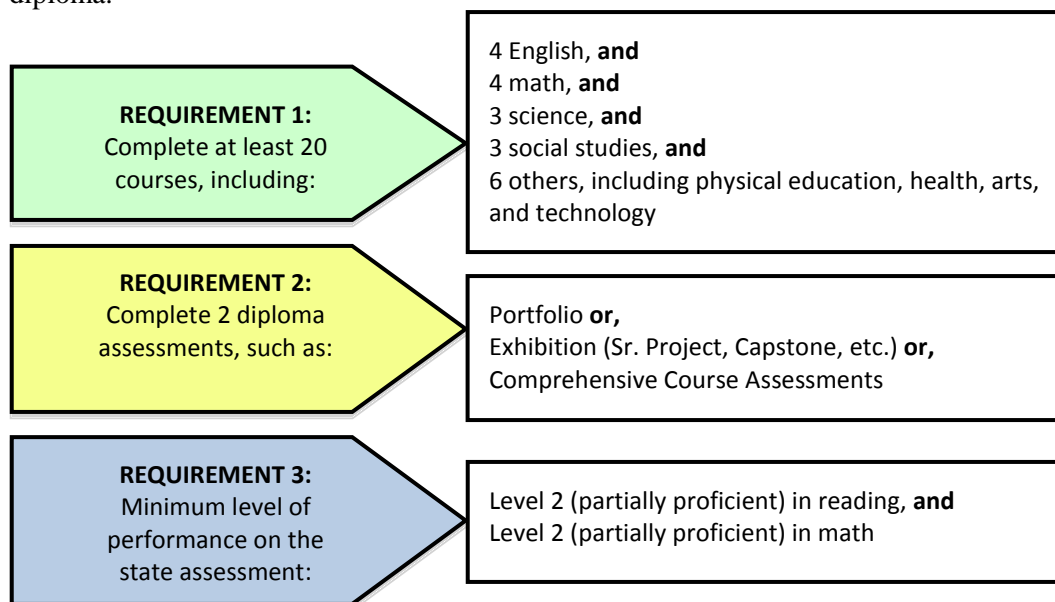 diploma.
REQUIREMENT 1:
Complete at least 20
courses, including:
4 English, and
4 math, and
3 science, and
3 social studies, and
6 others, including physical education, health, arts,
and technology
REQUIREMENT 2:
Complete 2 diploma
assessments, such as:
Portfolio or,
Exhibition (Sr. Project, Capstone, etc.) or,
Comprehensive Course Assessments
REQUIREMENT 3:
Minimum level of
performance on the
state assessment:
Level 2 (partially proficient) in reading, and
Level 2 (partially proficient) in math